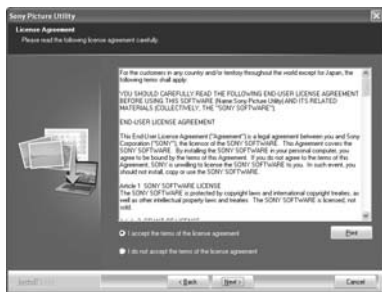 Sony Picture Utility
License Agreement
Please read the following license agreement carefully.
For the customers in any country and/or territory throughout the world except for Japan, the
following terms shall apply:
YOU SHOULD CAREFULLY READ THE FOLLOWING END-USER LICENSE AGREEMENT
BEFORE USING THIS SOFTWARE (Name:Sony Picture Utility) AND ITS RELATED
MATERIALS (COLLECTIVELY, THE "SONY SOFTWARE").
END-USER LICENSE AGREEMENT
This End-User License Agreement ("Agreement") is a legal agreement between you and Sony
Corporation ("SONY"), the licensor of the SONY SOFTWARE. This Agreement covers the
SONY SOFTWARE. By installing the SONY SOFTWARE in your personal computer, you
agree to be bound by the terms of this Agreement. If you do not agree to the terms of this
Agreement, SONY is unwilling to license the SONY SOFTWARE to you. In such event, you
should not install, copy or use the SONY SOFTWARE.
Article 1. SONY SOFTWARE LICENSE
The SONY SOFTWARE is protected by copyright laws and international copyright treaties, as
well as other intellectual property laws and treaties. The SONY SOFTWARE is licensed, not
sold.
I accept the terms of the license agreement
Print
I do not accept the terms of the license agreement
< Back
Next >
Cancel